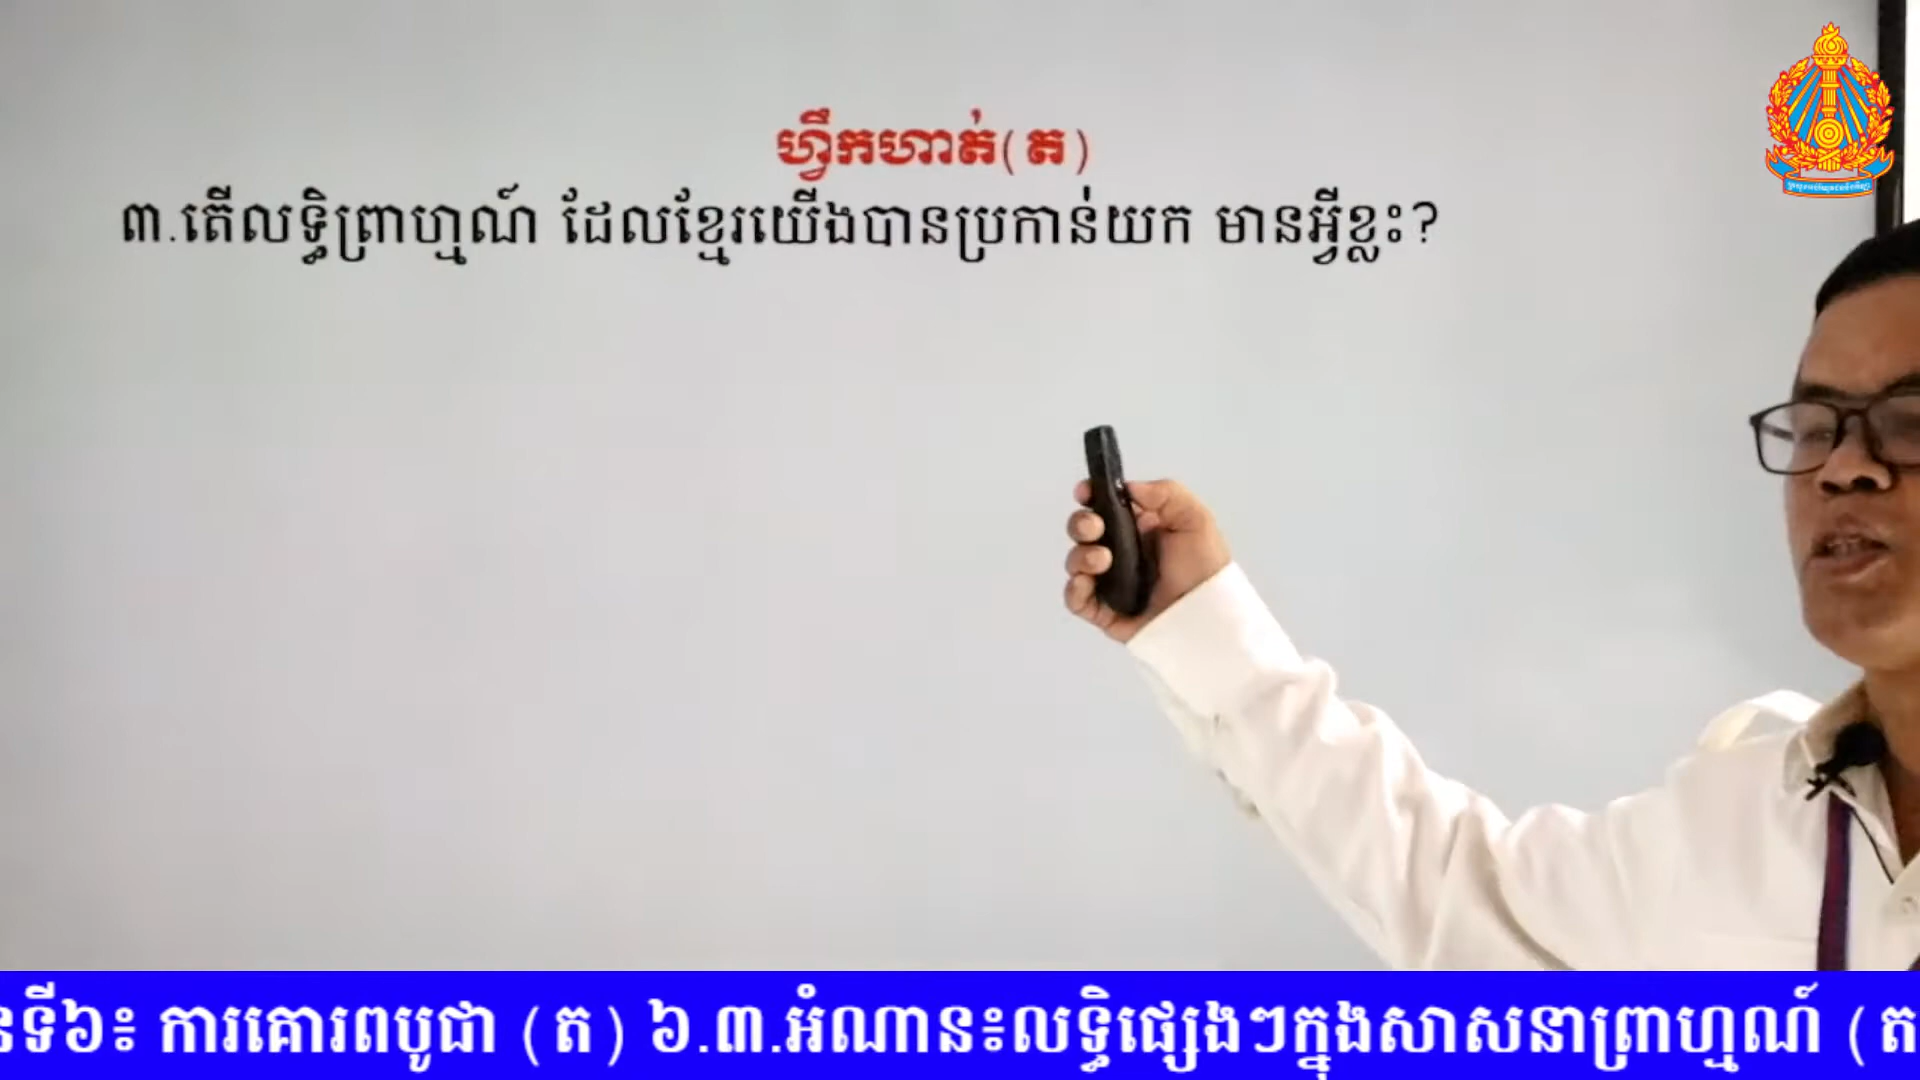 ហ្វឹកហាត់(ត)
៣.តើលទ្ធិព្រាហ្មណ៍ ដែលខ្មែរយើងបានប្រកាន់យក មានអ្វីខ្លះ?
នទី៦៖ ការគោរពបូជា (ត) ៦.៣.អំណាន៖លទ្ធិផ្សេងៗក្នុងសាសនាព្រាហ្មណ៍ (ត